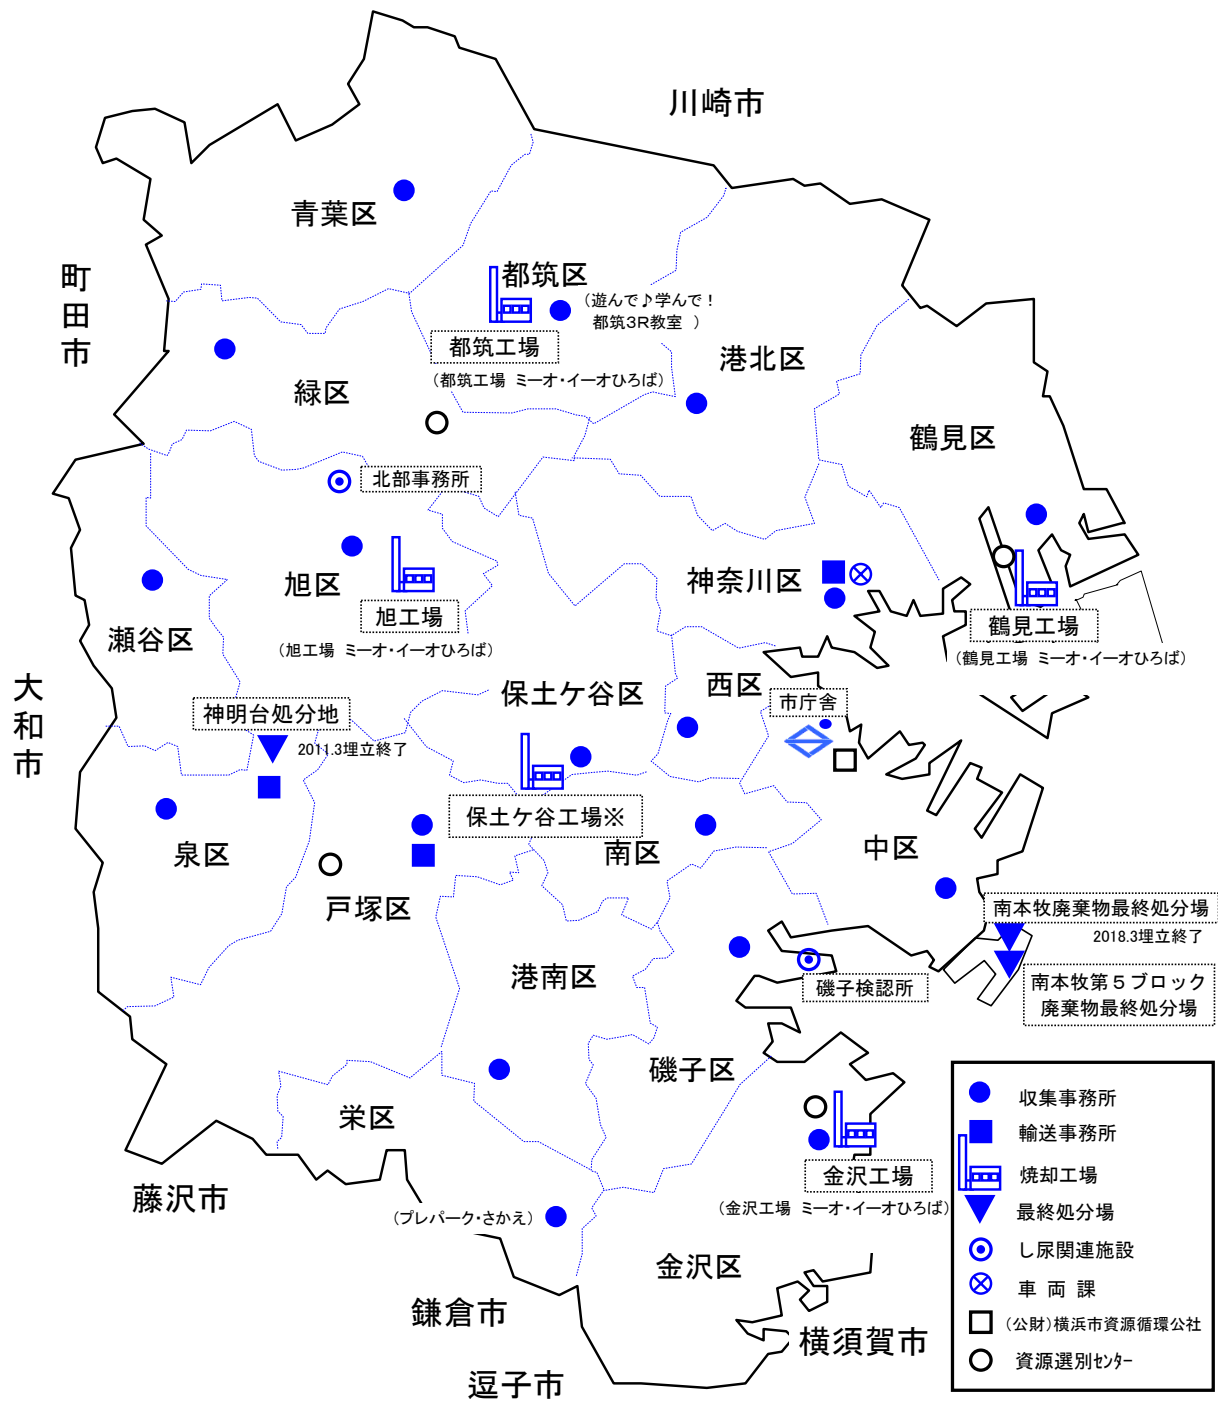 川崎市
青葉区
町田市
都筑区
（遊んで♪学んで！
都筑３Ｒ教室　）
都筑工場
（都筑工場 ミーオ・イーオひろば）
港北区
緑区
鶴見区
北部事務所
旭区
神奈川区
旭工場
（旭工場 ミーオ・イーオひろば）
鶴見工場
（鶴見工場 ミーオ・イーオひろば）
瀬谷区
大和市
保土ケ谷区
西区
市庁舎
神明台処分地
2011.3埋立終了
保土ケ谷工場※
南区
中区
泉区
戸塚区
南本牧廃棄物最終処分場
2018.3埋立終了
南本牧第５ブロック
廃棄物最終処分場
港南区
磯子検認所
磯子区
栄区
金沢工場
（金沢工場 ミーオ・イーオひろば）
藤沢市
（プレパーク・さかえ）
金沢区
鎌倉市
横須賀市
逗子市
収集事務所
輸送事務所
焼却工場
最終処分場
し尿関連施設
車 両 課
（公財）横浜市資源循環公社
資源選別ｾﾝﾀｰ